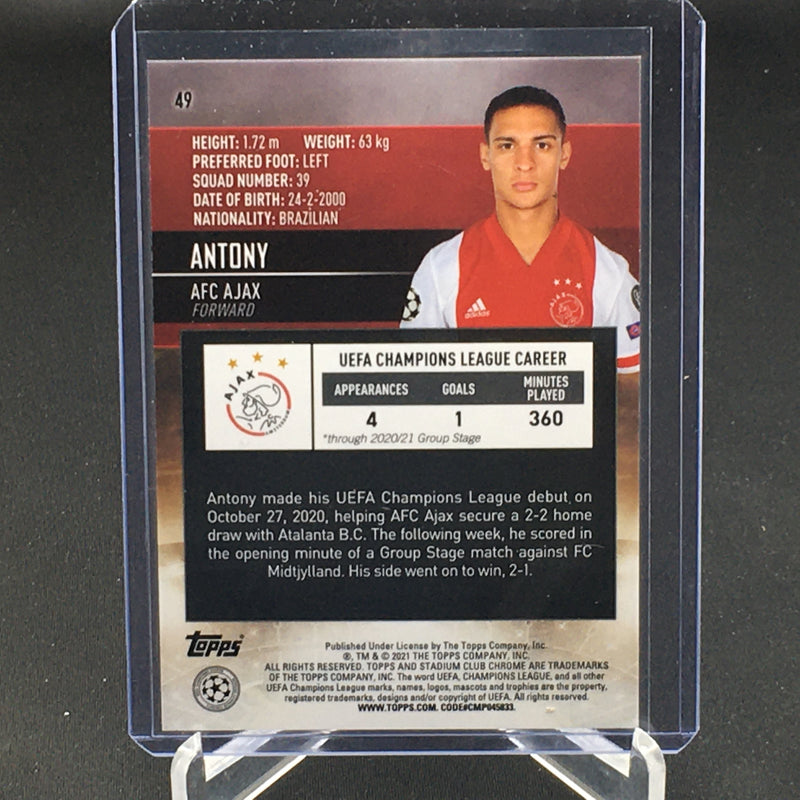 49
HEIGHT: 1.72 m WEIGHT: 63 kg
PREFERRED FOOT: LEFT
SQUAD NUMBER: 39
DATE OF BIRTH: 24-2-2000
NATIONALITY: BRAZILIAN
ANTONY
AFC AJAX
FORWARD
adidas
AJAX
AJAX
AMSTERDAM
UEFA CHAMPIONS LEAGUE CAREER
APPEARANCES GOALS MINUTES PLAYED
4 1 360
*through 2020/21 Group Stage
Antony made his UEFA Champions League debut on
October 27, 2020, helping AFC Ajax secure a 2-2 home
draw with Atalanta B.C. The following week, he scored in
the opening minute of a Group Stage match against FC
Midtjylland. His side went on to win, 2-1.
Topps
Published Under License by The Topps Company, Inc.
®, TM & © 2021 THE TOPPS COMPANY, INC.
ALL RIGHTS RESERVED. TOPPS AND STADIUM CLUB CHROME ARE TRADEMARKS
OF THE TOPPS COMPANY, INC. The word UEFA, CHAMPIONS LEAGUE, and all other
UEFA Champions League marks, names, logos, mascots and trophies are the property,
registered trademarks, designs and/or copyright of UEFA. All rights reserved.
WWW.TOPPS.COM. CODE#CMP045833.